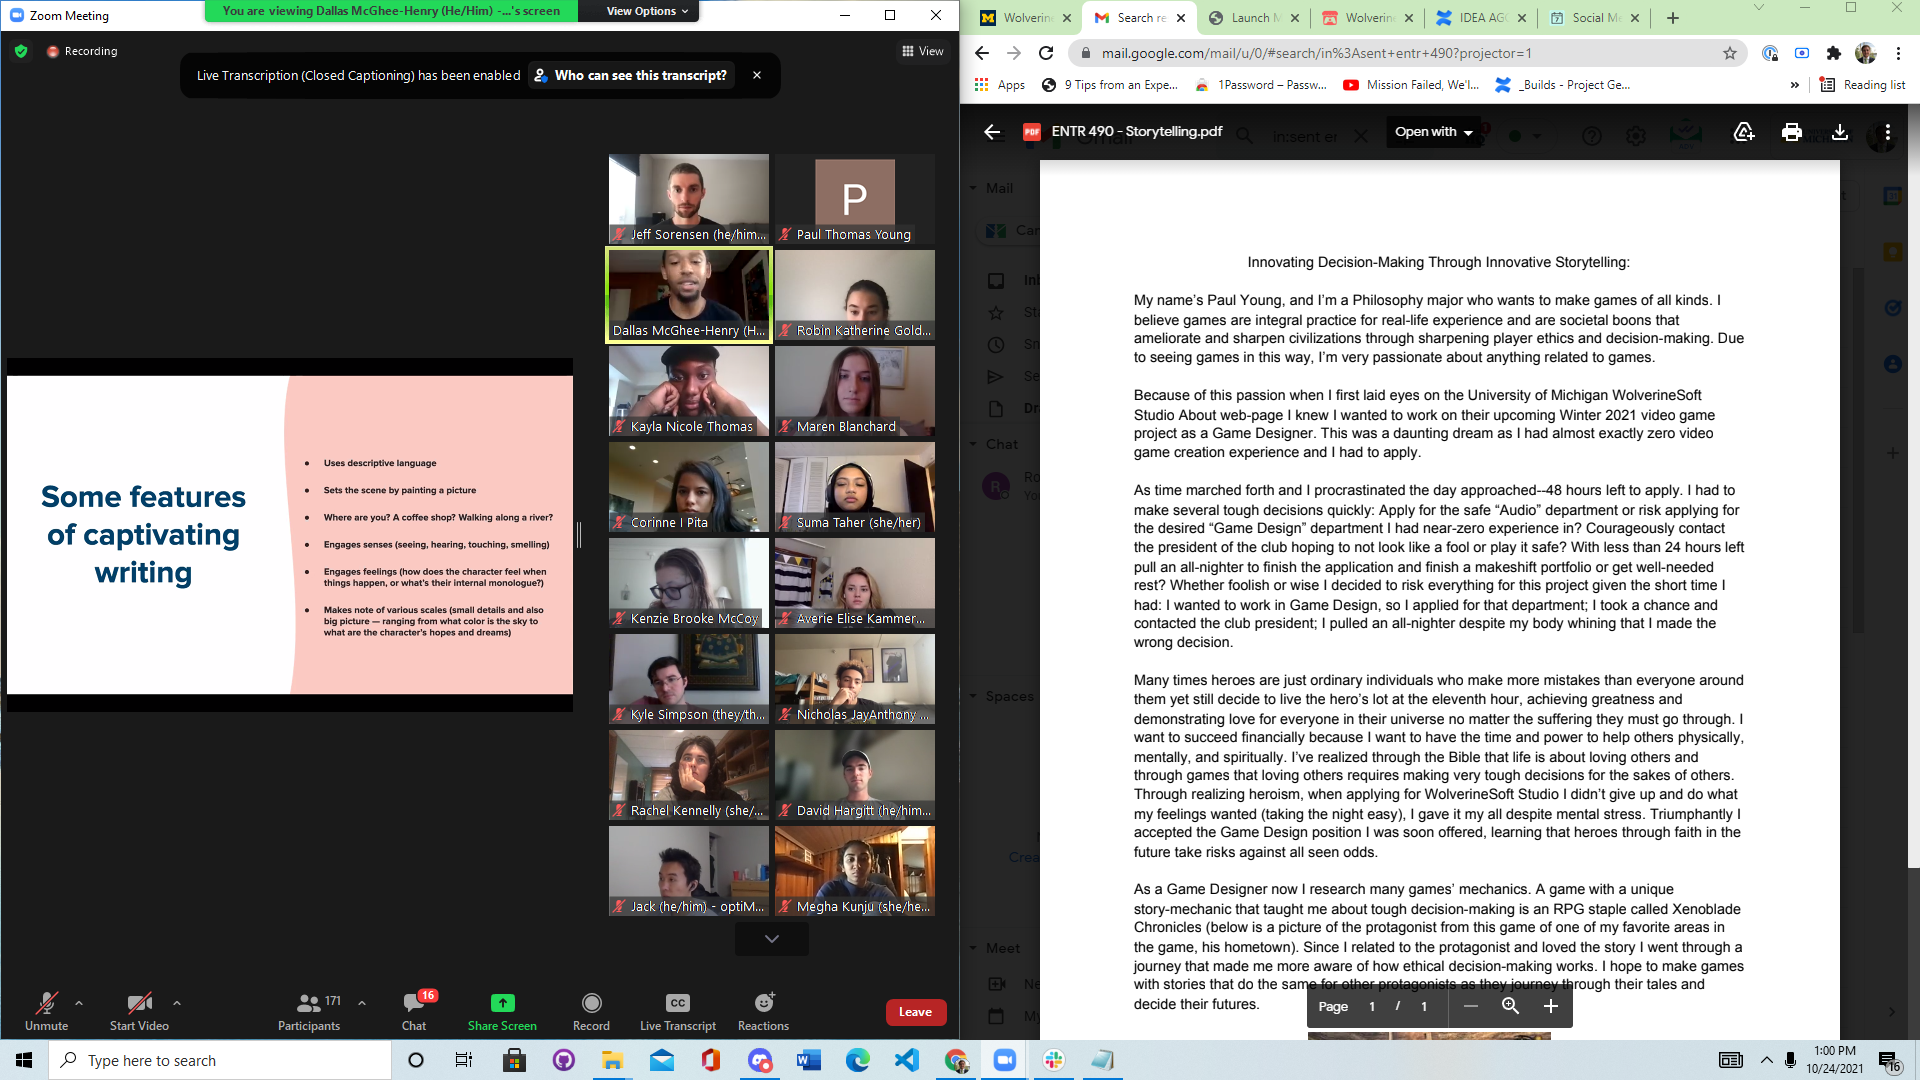 Zoom Meeting
You are viewing Dallas McGhee-Henry (He/Him) -...'s screen
View Options
Recording
View
Live Transcription (Closed Captioning) has been enabled
Who can see this transcript?
Some features
of captivating
writing
Uses descriptive language
Sets the scene by painting a picture
Where are you? A coffee shop? Walking along a river?
Engages senses (seeing, hearing, touching, smelling)
Engages feelings (how does the character feel when
things happen, or what's their internal monologue?)
Makes note of various scales (small details and also
big picture — ranging from what color is the sky to
what are the character's hopes and dreams)
Jeff Sorensen (he/him...
P
Paul Thomas Young
Dallas McGhee-Henry (H...
Robin Katherine Gold...
Kayla Nicole Thomas
Maren Blanchard
Corinne I Pita
Suma Taher (she/her)
Kenzie Brooke McCoy
Averie Elise Kammer...
Kyle Simpson (they/th...
Nicholas JayAnthony ...
Rachel Kennelly (she/...
David Hargitt (he/him...
Jack (he/him) - optiM...
Megha Kunju (she/he...
Unmute
Start Video
171
Participants
16
Chat
Share Screen
Record
CC
Live Transcript
Reactions
Leave
Wolverin
Search re
Launch M
Wolverin
IDEA AGC
Social Me
mail.google.com/mail/u/0/#search/in%3Asent+entr+490?projector=1
Apps
9 Tips from an Expe...
1Password – Passw...
Mission Failed, We'l...
_Builds - Project Ge...
»
Reading list
PDF
ENTR 490 - Storytelling.pdf
in:sent er
Open with
Mail
Chat
Spaces
Meet
Innovating Decision-Making Through Innovative Storytelling:
My name's Paul Young, and I'm a Philosophy major who wants to make games of all kinds. I
believe games are integral practice for real-life experience and are societal boons that
ameliorate and sharpen civilizations through sharpening player ethics and decision-making. Due
to seeing games in this way, I'm very passionate about anything related to games.
Because of this passion when I first laid eyes on the University of Michigan WolverineSoft
Studio About web-page I knew I wanted to work on their upcoming Winter 2021 video game
project as a Game Designer. This was a daunting dream as I had almost exactly zero video
game creation experience and I had to apply.
As time marched forth and I procrastinated the day approached--48 hours left to apply. I had to
make several tough decisions quickly: Apply for the safe “Audio” department or risk applying for
the desired “Game Design” department I had near-zero experience in? Courageously contact
the president of the club hoping to not look like a fool or play it safe? With less than 24 hours left
pull an all-nighter to finish the application and finish a makeshift portfolio or get well-needed
rest? Whether foolish or wise I decided to risk everything for this project given the short time I
had: I wanted to work in Game Design, so I applied for that department; I took a chance and
contacted the club president; I pulled an all-nighter despite my body whining that I made the
wrong decision.
Many times heroes are just ordinary individuals who make more mistakes than everyone around
them yet still decide to live the hero's lot at the eleventh hour, achieving greatness and
demonstrating love for everyone in their universe no matter the suffering they must go through. I
want to succeed financially because I want to have the time and power to help others physically,
mentally, and spiritually. I've realized through the Bible that life is about loving others and
through games that loving others requires making very tough decisions for the sakes of others.
Through realizing heroism, when applying for WolverineSoft Studio I didn't give up and do what
my feelings wanted (taking the night easy), I gave it my all despite mental stress. Triumphantly I
accepted the Game Design position I was soon offered, learning that heroes through faith in the
future take risks against all seen odds.
As a Game Designer now I research many games' mechanics. A game with a unique
story-mechanic that taught me about tough decision-making is an RPG staple called Xenoblade
Chronicles (below is a picture of the protagonist from this game of one of my favorite areas in
the game, his hometown). Since I related to the protagonist and loved the story I went through a
journey that made me more aware of how ethical decision-making works. I hope to make games
with stories that do the same for other protagonists as they journey through their tales and
decide their futures.
Page 1 / 1
Type here to search
1:00 PM
10/24/2021
16